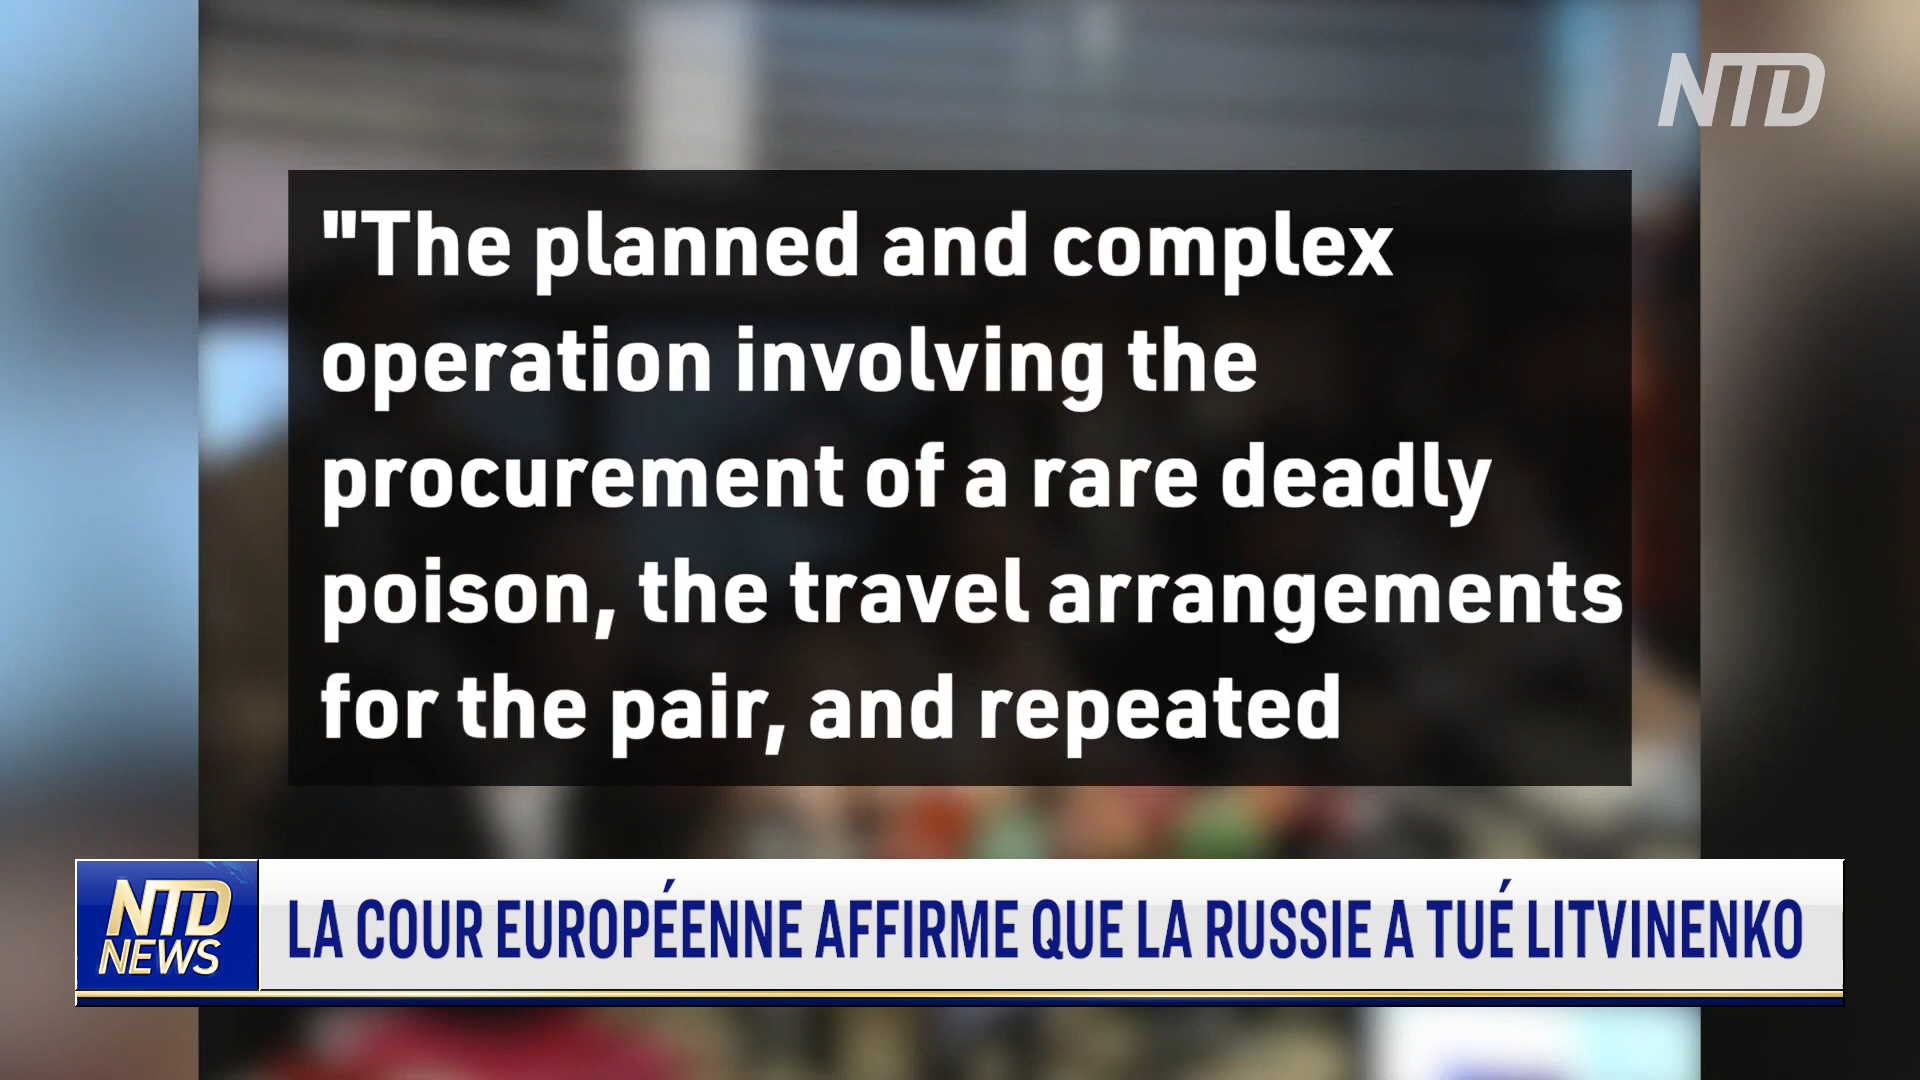 NTD
"The planned and complex
operation involving the
procurement of a rare deadly
poison, the travel arrangements
for the pair, and repeated
NTD
NEWS
LA COUR EUROPÉENNE AFFIRME QUE LA RUSSIE A TUÉ LITVINENKO